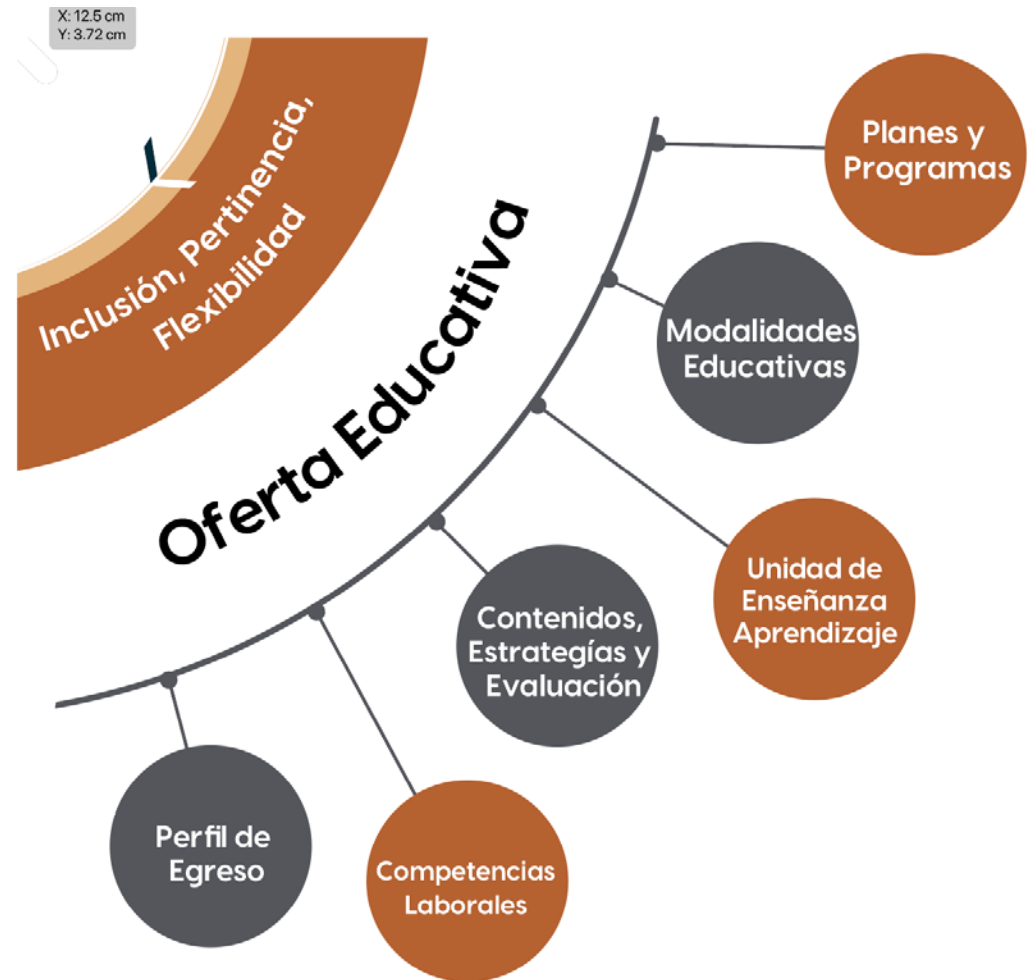 X: 12.5 cm
Y: 3.72 cm
Inclusión, Pertinencia,
Flexibilidad
Oferta Educativa
Planes y
Programas
Modalidades
Educativas
Unidad de
Enseñanza
Aprendizaje
Contenidos,
Estrategías y
Evaluación
Competencias
Laborales
Perfil de
Egreso